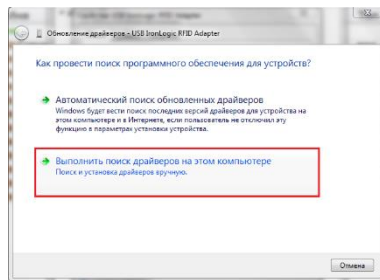 Обновление драйверов - USB IronLogic RFID Adapter
Как провести поиск программного обеспечения для устройств?
Автоматический поиск обновленных драйверов
Windows будет вести поиск последних версий драйверов для устройства на
этом компьютере и в Интернете, если пользователь не отключил эту
функцию в параметрах установки устройства.
Выполнить поиск драйверов на этом компьютере
Поиск и установка драйверов вручную.
Отмена